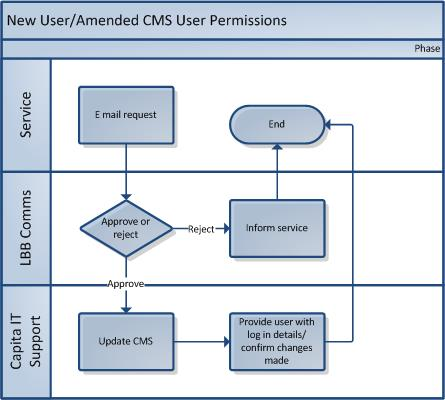 New User/Amended CMS User Permissions
Phase
Service
E mail request
End
LBB Comms
Approve or
reject
Reject
Inform service
Approve
Capita IT
Support
Update CMS
Provide user with
log in details/
confirm changes
made